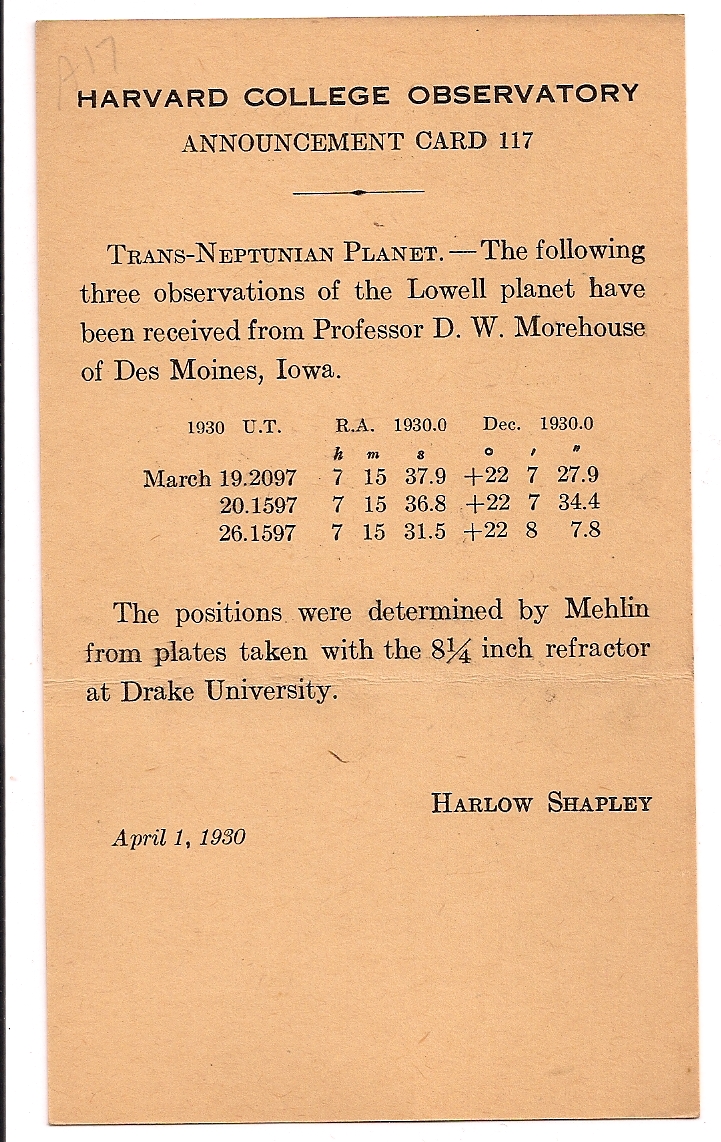 A17
HARVARD COLLEGE OBSERVATORY
ANNOUNCEMENT CARD 117
TRANS-NEPTUNIAN PLANET. — The following
three observations of the Lowell planet have
been received from Professor D. W. Morehouse
of Des Moines, Iowa.
1930 U.T. R.A. 1930.0 Dec. 1930.0
h m s o ′ ″
March 19.2097 7 15 37.9 +22 7 27.9
20.1597 7 15 36.8 +22 7 34.4
26.1597 7 15 31.5 +22 8 7.8
The positions were determined by Mehlin
from plates taken with the 8¼ inch refractor
at Drake University.
HARLOW SHAPLEY
April 1, 1930